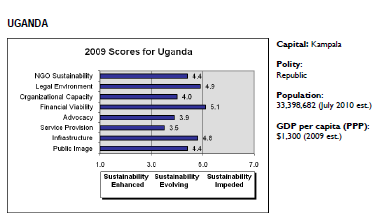 UGANDA
2009 Scores for Uganda
NGO Sustainability 4.4
Legal Environment 4.9
Organizational Capacity 4.0
Financial Viability 5.1
Advocacy 3.9
Service Provision 3.5
Infrastructure 4.8
Public Image 4.4
1.0 3.0 5.0 7.0
Sustainability Sustainability Sustainability
Enhanced Evolving Impeded
Capital: Kampala
Polity:
Republic
Population:
33,398,682 (July 2010 est.)
GDP per capita (PPP):
$1,300 (2009 est.)